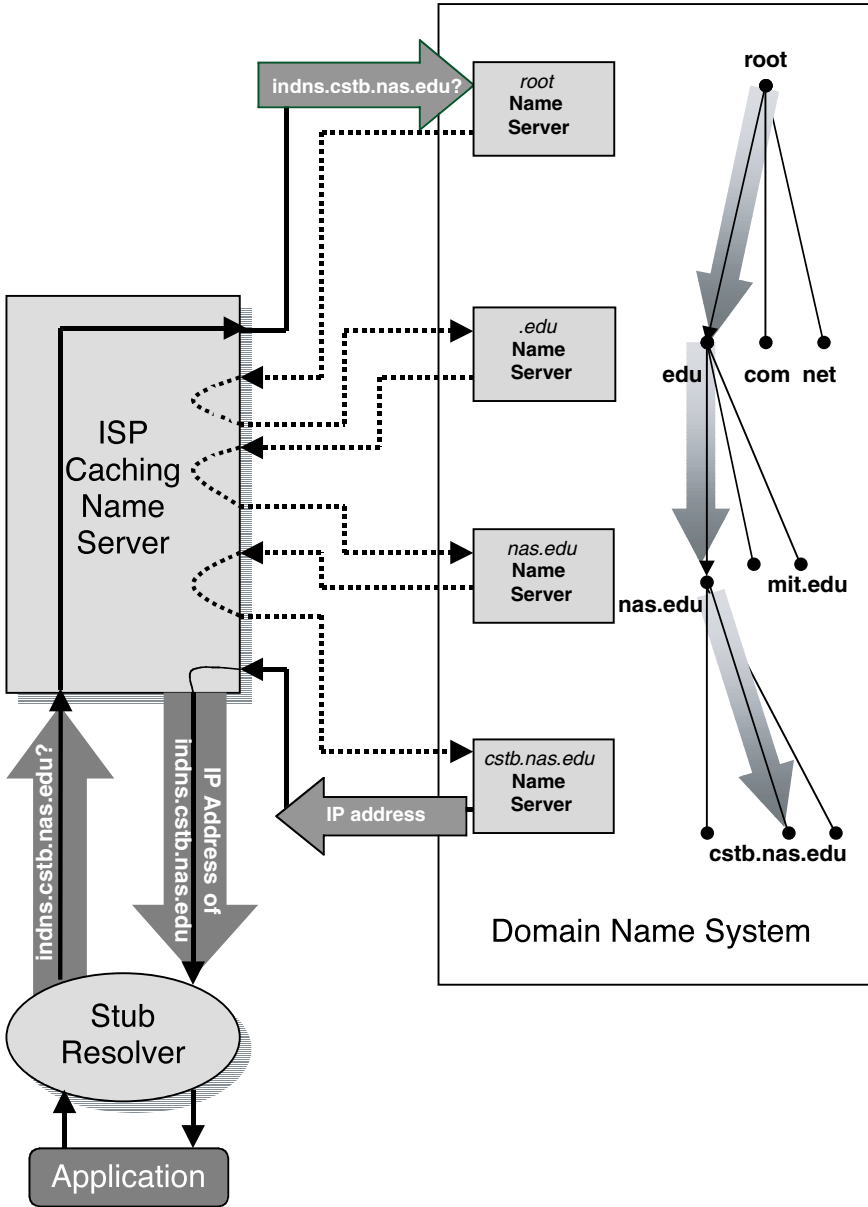 indns.cstb.nas.edu?
root
Name
Server
root
.edu
Name
Server
edu
com
net
ISP
Caching
Name
Server
nas.edu
Name
Server
nas.edu
mit.edu
cstb.nas.edu
Name
Server
IP address
cstb.nas.edu
indns.cstb.nas.edu?
IP Address of
indns.cstb.nas.edu
Domain Name System
Stub
Resolver
Application